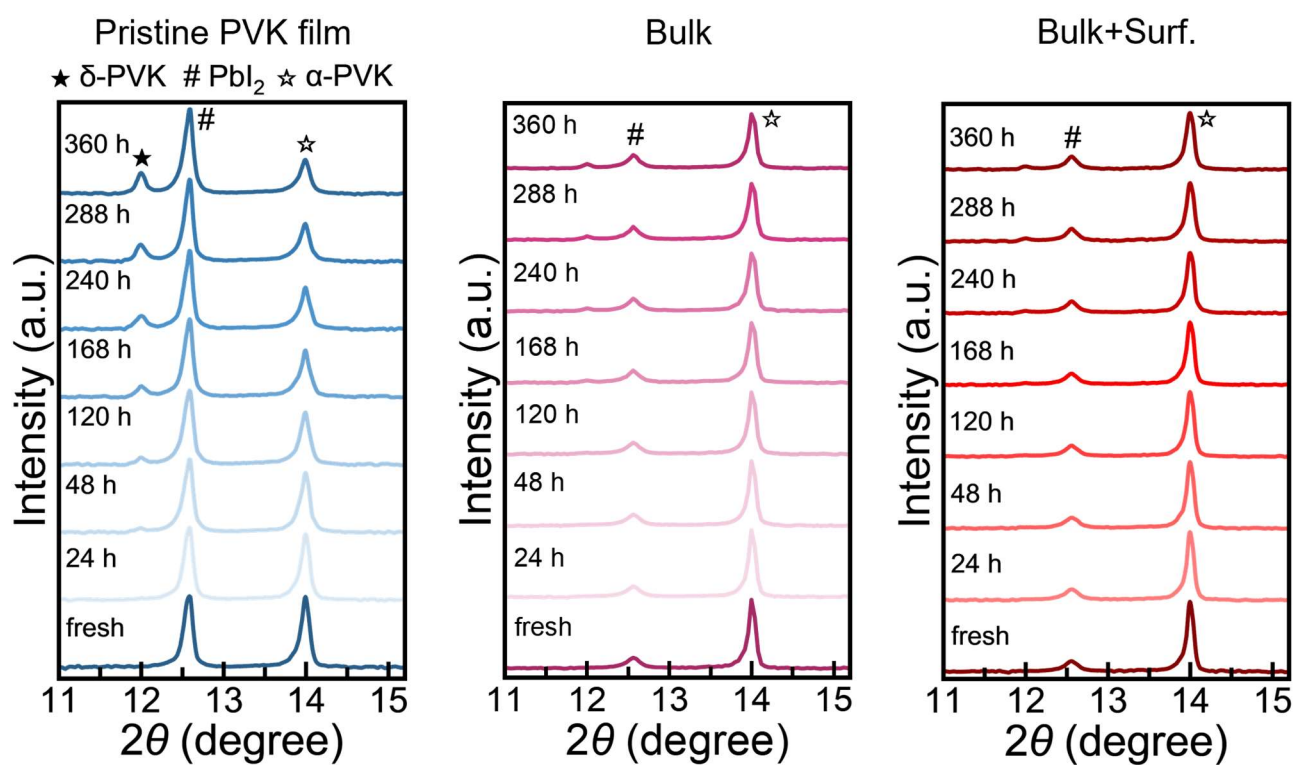 Pristine PVK film
★ δ-PVK # PbI₂ ☆ α-PVK
Intensity (a.u.)
360 h
★
#
☆
288 h
240 h
168 h
120 h
48 h
24 h
fresh
11 12 13 14 15
2θ (degree)
Bulk
Intensity (a.u.)
360 h
#
☆
288 h
240 h
168 h
120 h
48 h
24 h
fresh
11 12 13 14 15
2θ (degree)
Bulk+Surf.
Intensity (a.u.)
360 h
#
☆
288 h
240 h
168 h
120 h
48 h
24 h
fresh
11 12 13 14 15
2θ (degree)